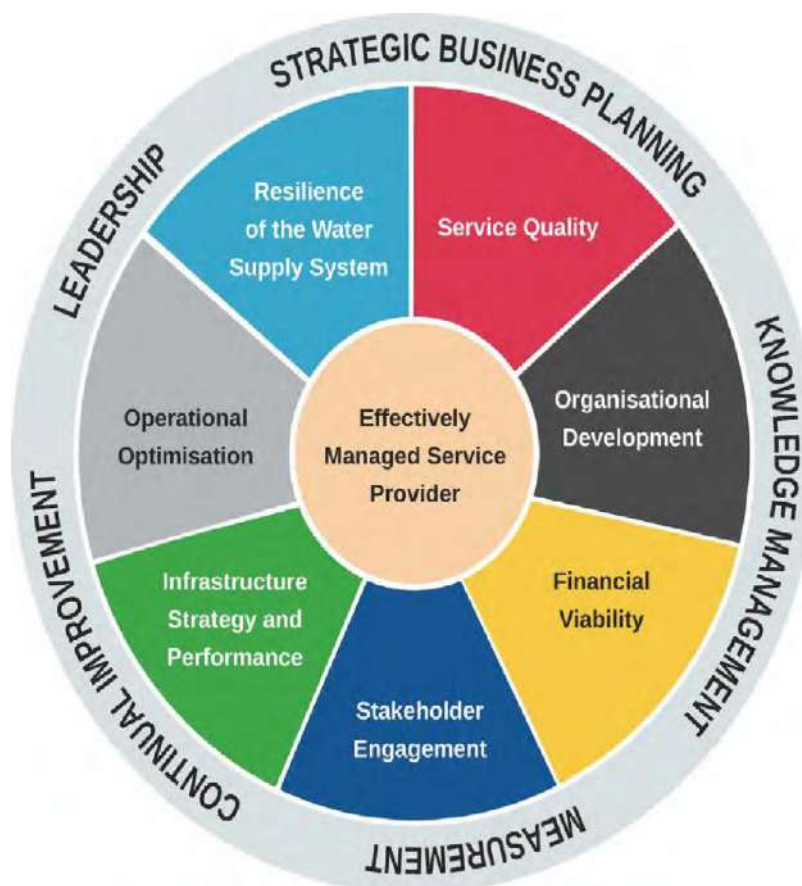 STRATEGIC BUSINESS PLANNING
LEADERSHIP
KNOWLEDGE MANAGEMENT
CONTINUAL IMPROVEMENT
MEASUREMENT
Resilience
of the Water
Supply System
Service Quality
Organisational
Development
Financial
Viability
Stakeholder
Engagement
Infrastructure
Strategy and
Performance
Operational
Optimisation
Effectively
Managed Service
Provider